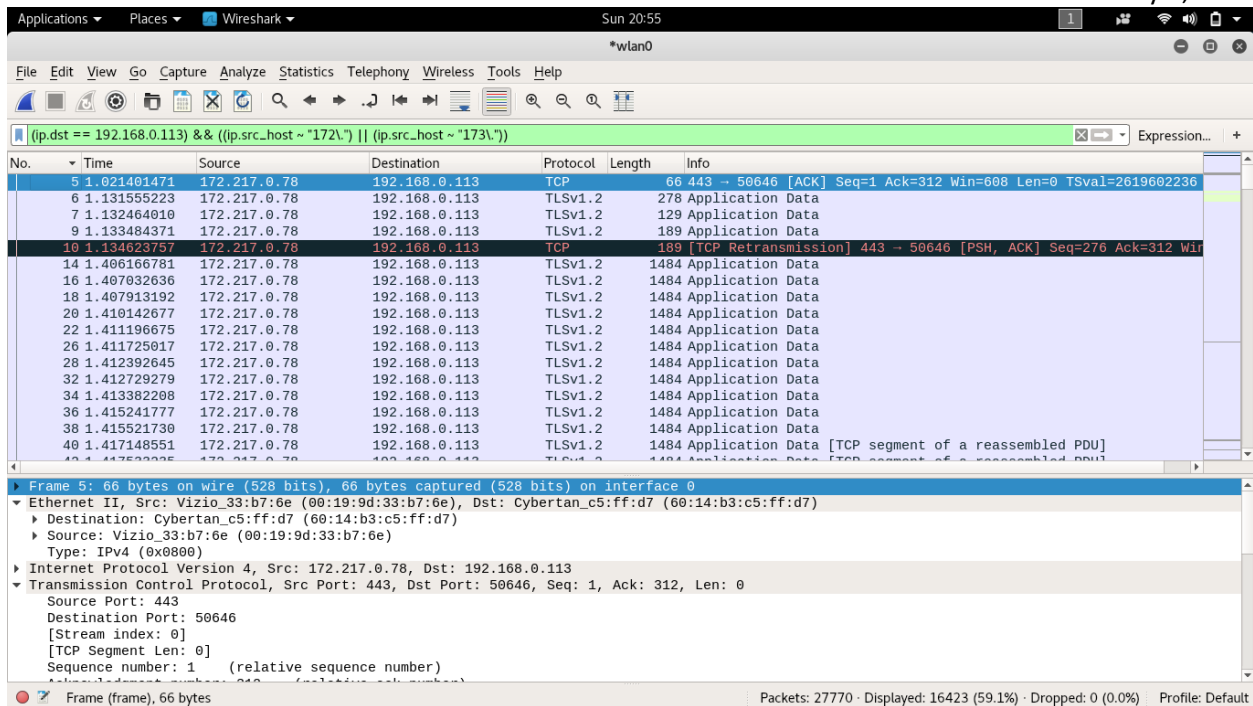 Applications Places Wireshark Sun 20:55 1
*wlan0
File Edit View Go Capture Analyze Statistics Telephony Wireless Tools Help
(ip.dst == 192.168.0.113) && ((ip.src_host ~ "172\.") || (ip.src_host ~ "173\.")) Expression... +
No. Time Source Destination Protocol Length Info
5 1.021401471 172.217.0.78 192.168.0.113 TCP 66 443 → 50646 [ACK] Seq=1 Ack=312 Win=608 Len=0 TSval=2619602236
6 1.131555223 172.217.0.78 192.168.0.113 TLSv1.2 278 Application Data
7 1.132464010 172.217.0.78 192.168.0.113 TLSv1.2 129 Application Data
9 1.133484371 172.217.0.78 192.168.0.113 TLSv1.2 189 Application Data
10 1.134623757 172.217.0.78 192.168.0.113 TCP 189 [TCP Retransmission] 443 → 50646 [PSH, ACK] Seq=276 Ack=312 Win
14 1.406166781 172.217.0.78 192.168.0.113 TLSv1.2 1484 Application Data
16 1.407032636 172.217.0.78 192.168.0.113 TLSv1.2 1484 Application Data
18 1.407913192 172.217.0.78 192.168.0.113 TLSv1.2 1484 Application Data
20 1.410142677 172.217.0.78 192.168.0.113 TLSv1.2 1484 Application Data
22 1.411196675 172.217.0.78 192.168.0.113 TLSv1.2 1484 Application Data
26 1.411725017 172.217.0.78 192.168.0.113 TLSv1.2 1484 Application Data
28 1.412392645 172.217.0.78 192.168.0.113 TLSv1.2 1484 Application Data
32 1.412729279 172.217.0.78 192.168.0.113 TLSv1.2 1484 Application Data
34 1.413382208 172.217.0.78 192.168.0.113 TLSv1.2 1484 Application Data
36 1.415241777 172.217.0.78 192.168.0.113 TLSv1.2 1484 Application Data
38 1.415521730 172.217.0.78 192.168.0.113 TLSv1.2 1484 Application Data
40 1.417148551 172.217.0.78 192.168.0.113 TLSv1.2 1484 Application Data [TCP segment of a reassembled PDU]
Frame 5: 66 bytes on wire (528 bits), 66 bytes captured (528 bits) on interface 0
Ethernet II, Src: Vizio_33:b7:6e (00:19:9d:33:b7:6e), Dst: Cybertan_c5:ff:d7 (60:14:b3:c5:ff:d7)
Destination: Cybertan_c5:ff:d7 (60:14:b3:c5:ff:d7)
Source: Vizio_33:b7:6e (00:19:9d:33:b7:6e)
Type: IPv4 (0x0800)
Internet Protocol Version 4, Src: 172.217.0.78, Dst: 192.168.0.113
Transmission Control Protocol, Src Port: 443, Dst Port: 50646, Seq: 1, Ack: 312, Len: 0
Source Port: 443
Destination Port: 50646
[Stream index: 0]
[TCP Segment Len: 0]
Sequence number: 1 (relative sequence number)
Frame (frame), 66 bytes Packets: 27770 · Displayed: 16423 (59.1%) · Dropped: 0 (0.0%) Profile: Default